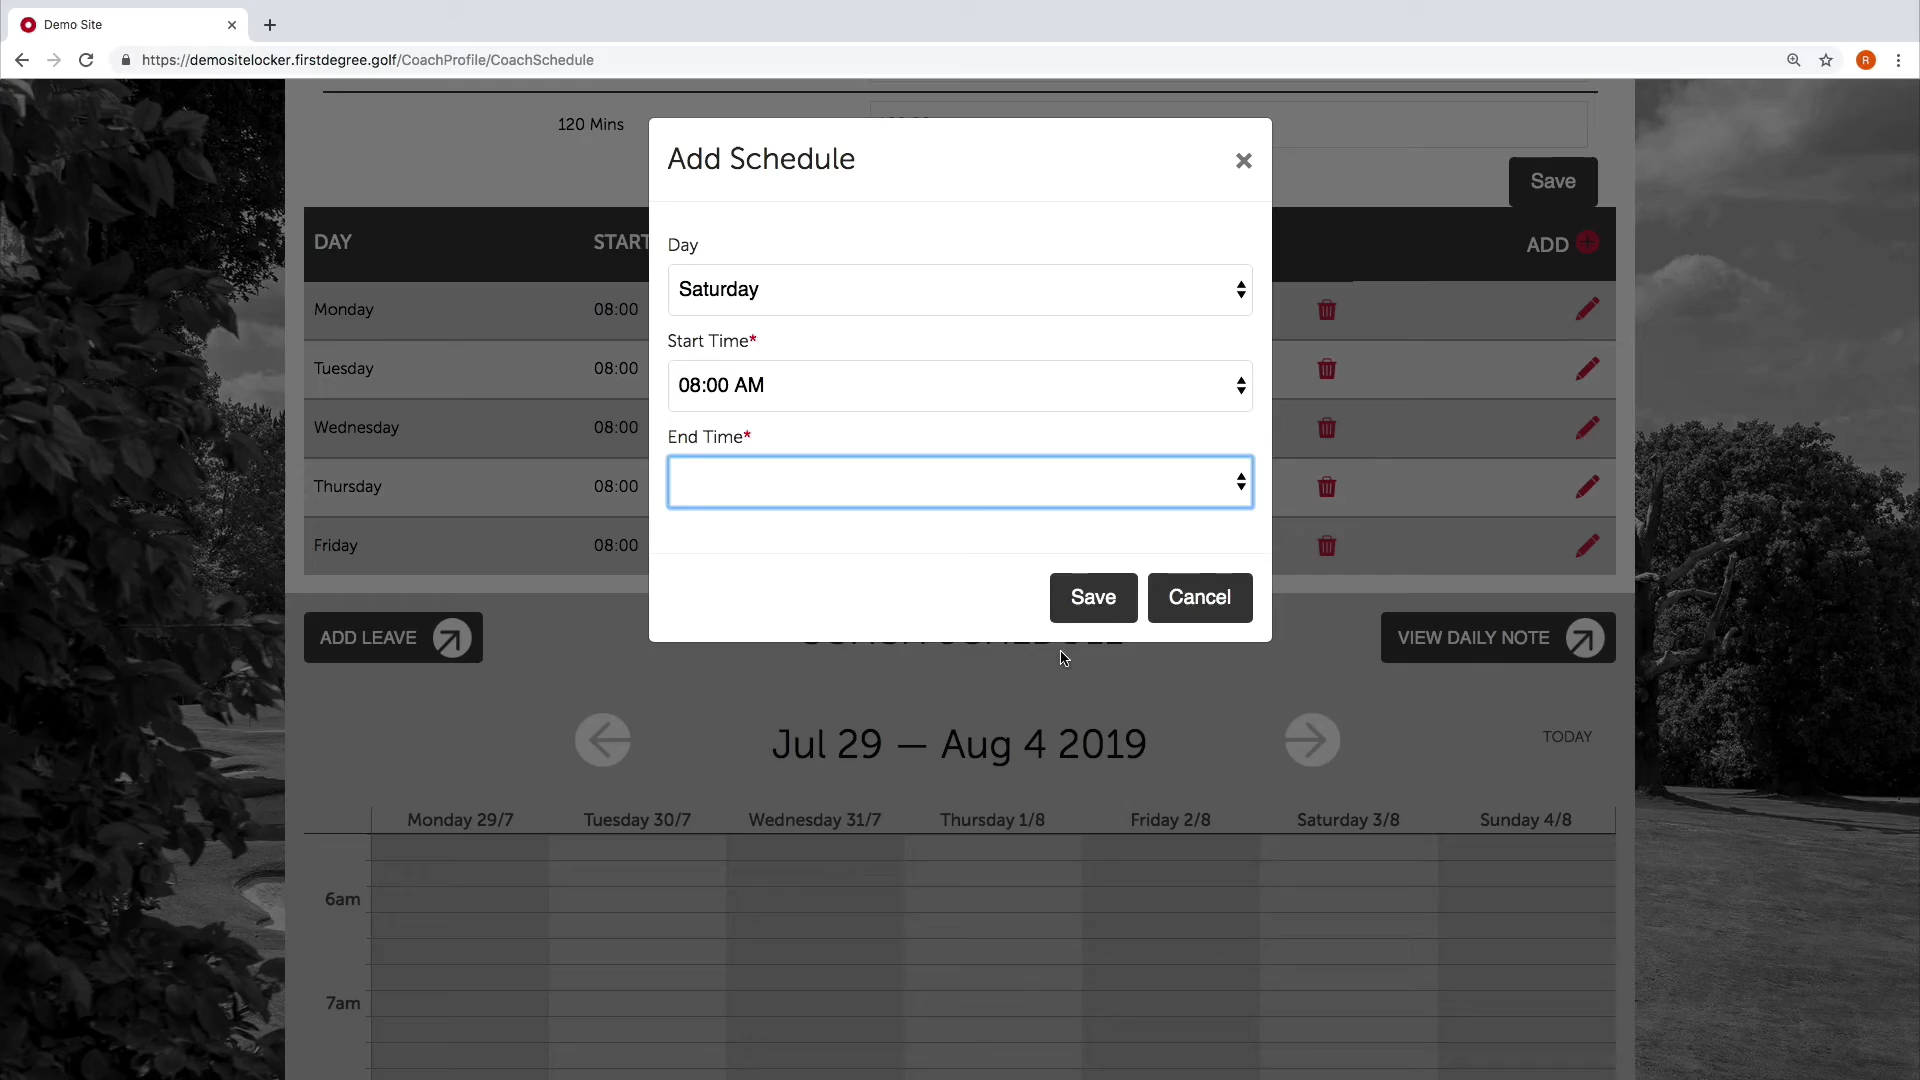 Demo Site
https://demositelocker.firstdegree.golf/CoachProfile/CoachSchedule
R
120 Mins
Add Schedule
Save
DAY
START
ADD
Day
Saturday
Monday
08:00
Start Time*
08:00 AM
Tuesday
08:00
Wednesday
08:00
End Time*
Thursday
08:00
Friday
08:00
Save
Cancel
ADD LEAVE
VIEW DAILY NOTE
Jul 29 — Aug 4 2019
TODAY
Monday 29/7
Tuesday 30/7
Wednesday 31/7
Thursday 1/8
Friday 2/8
Saturday 3/8
Sunday 4/8
6am
7am